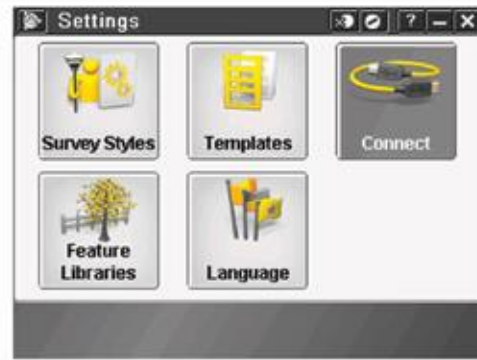 Settings
?
Survey Styles
Templates
Connect
Feature
Libraries
Language